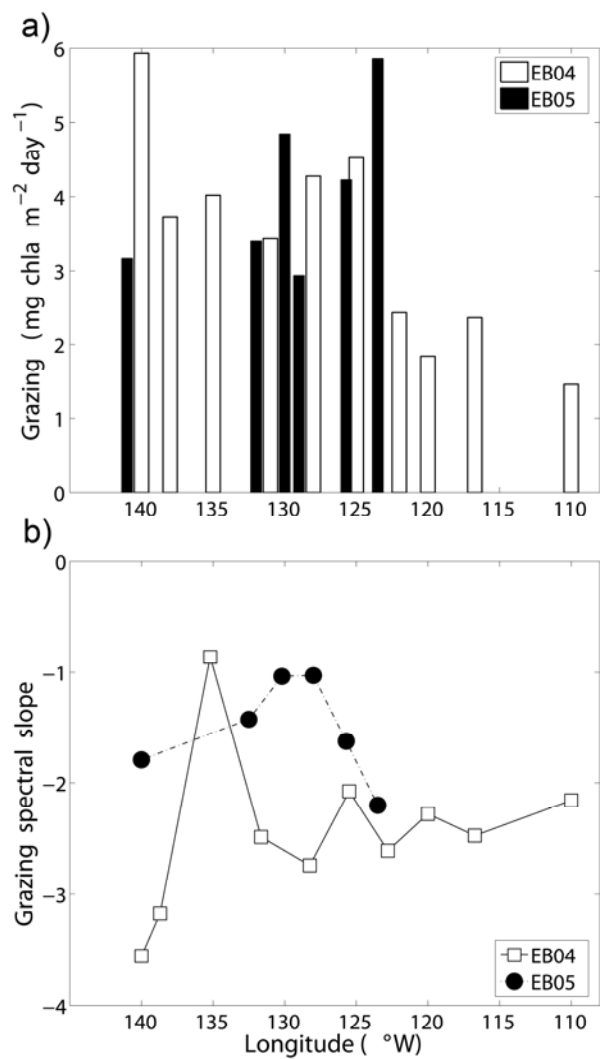 a)
6
5
4
3
2
1
0
Grazing (mg chla m⁻² day⁻¹)
EB04
EB05
140 135 130 125 120 115 110
b)
0
−1
−2
−3
−4
Grazing spectral slope
EB04
EB05
140 135 130 125 120 115 110
Longitude ( °W)